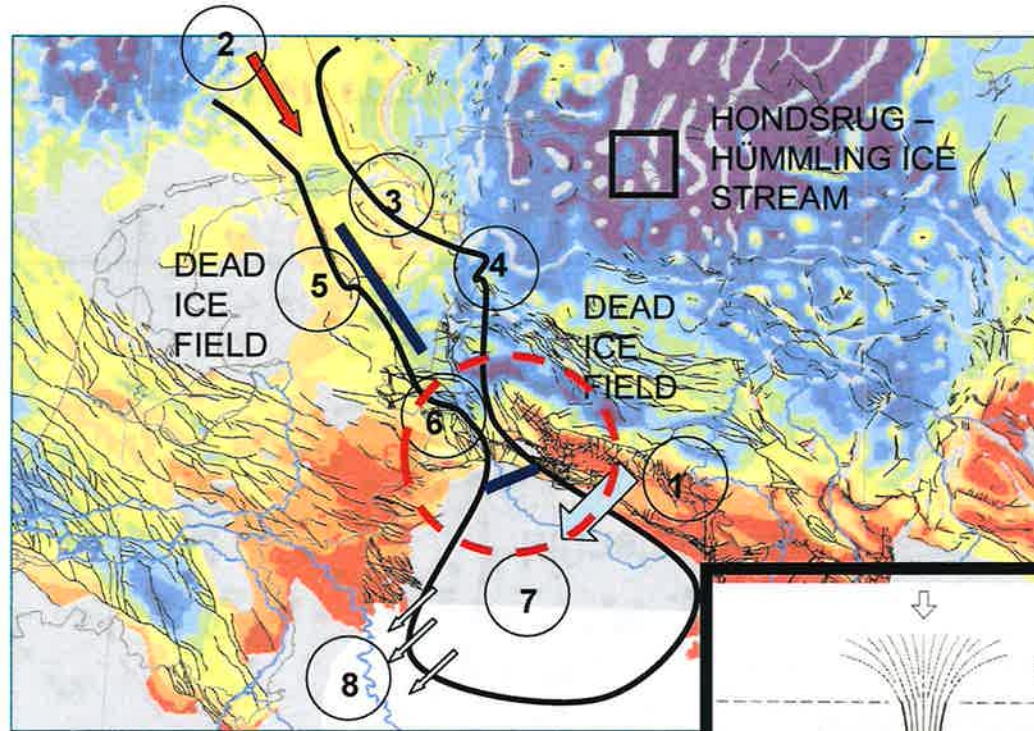 2
HONDSRUG –
HÜMMLING ICE
STREAM
3
4
5
DEAD
ICE
FIELD
DEAD
ICE
FIELD
6
1
7
8